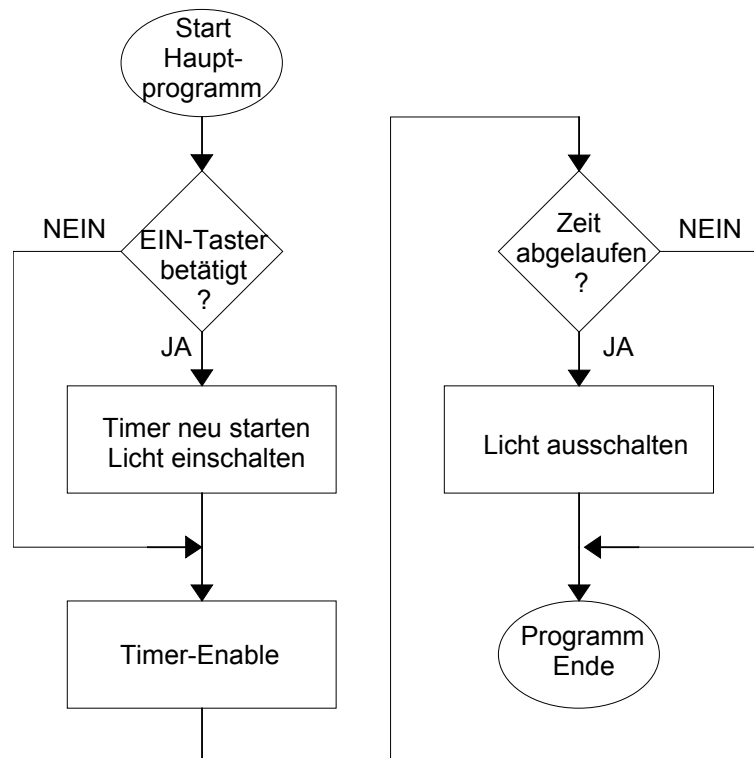 Start
Haupt-
programm
NEIN
EIN-Taster
betätigt
?
JA
Timer neu starten
Licht einschalten
Timer-Enable
Zeit
abgelaufen
?
NEIN
JA
Licht ausschalten
Programm
Ende